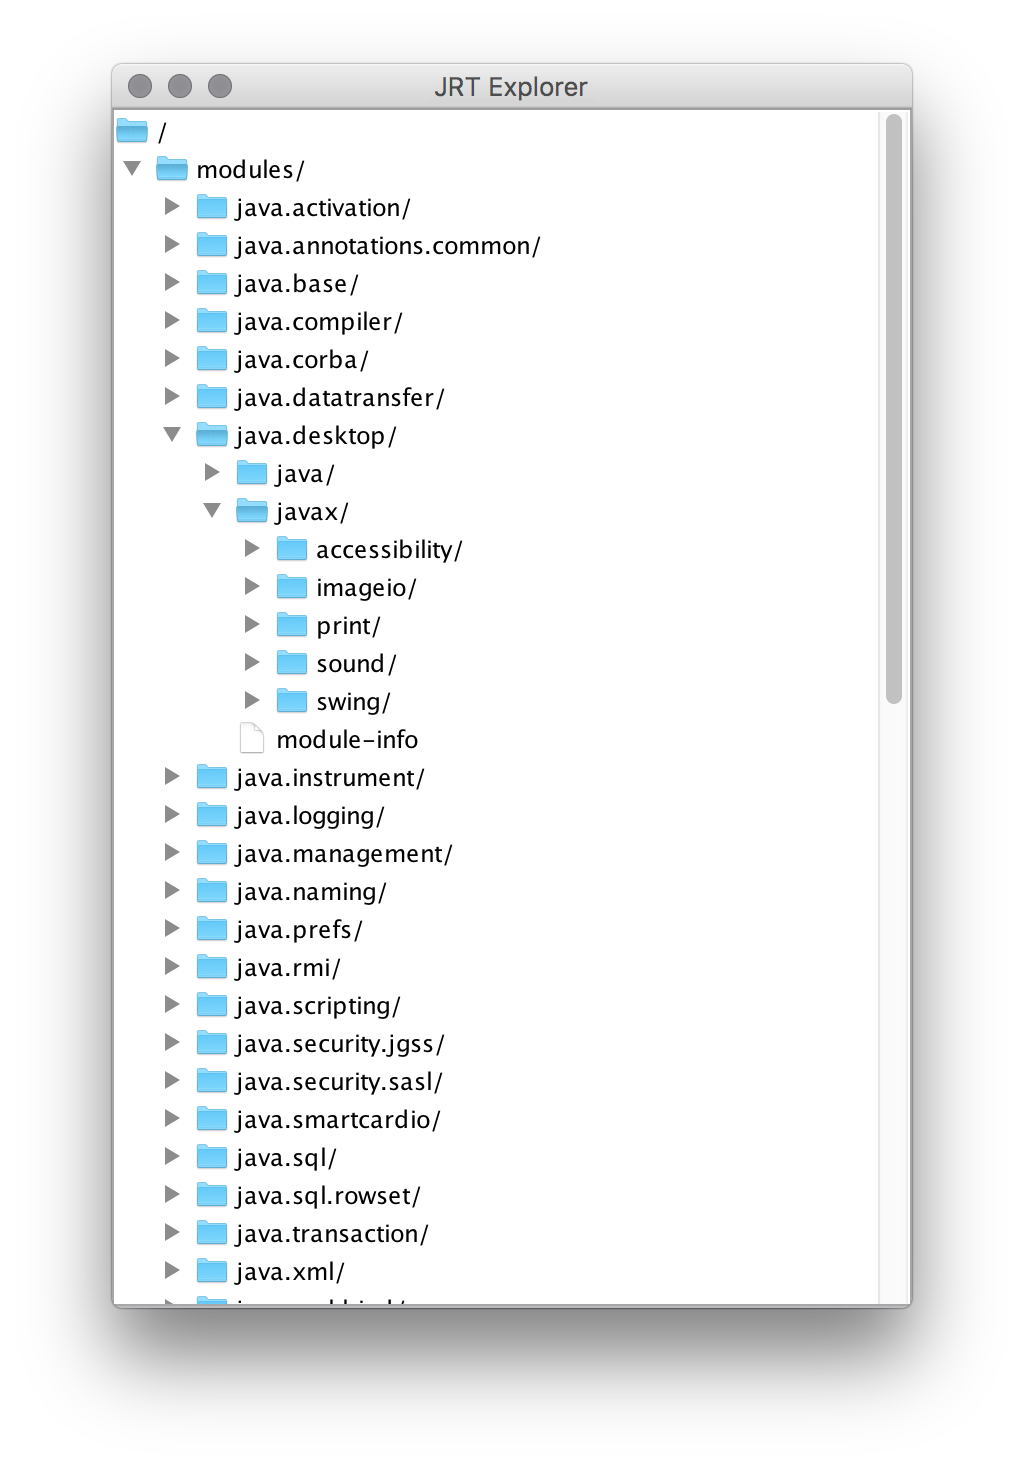 JRT Explorer
/
modules/
java.activation/
java.annotations.common/
java.base/
java.compiler/
java.corba/
java.datatransfer/
java.desktop/
java/
javax/
accessibility/
imageio/
print/
sound/
swing/
module-info
java.instrument/
java.logging/
java.management/
java.naming/
java.prefs/
java.rmi/
java.scripting/
java.security.jgss/
java.security.sasl/
java.smartcardio/
java.sql/
java.sql.rowset/
java.transaction/
java.xml/